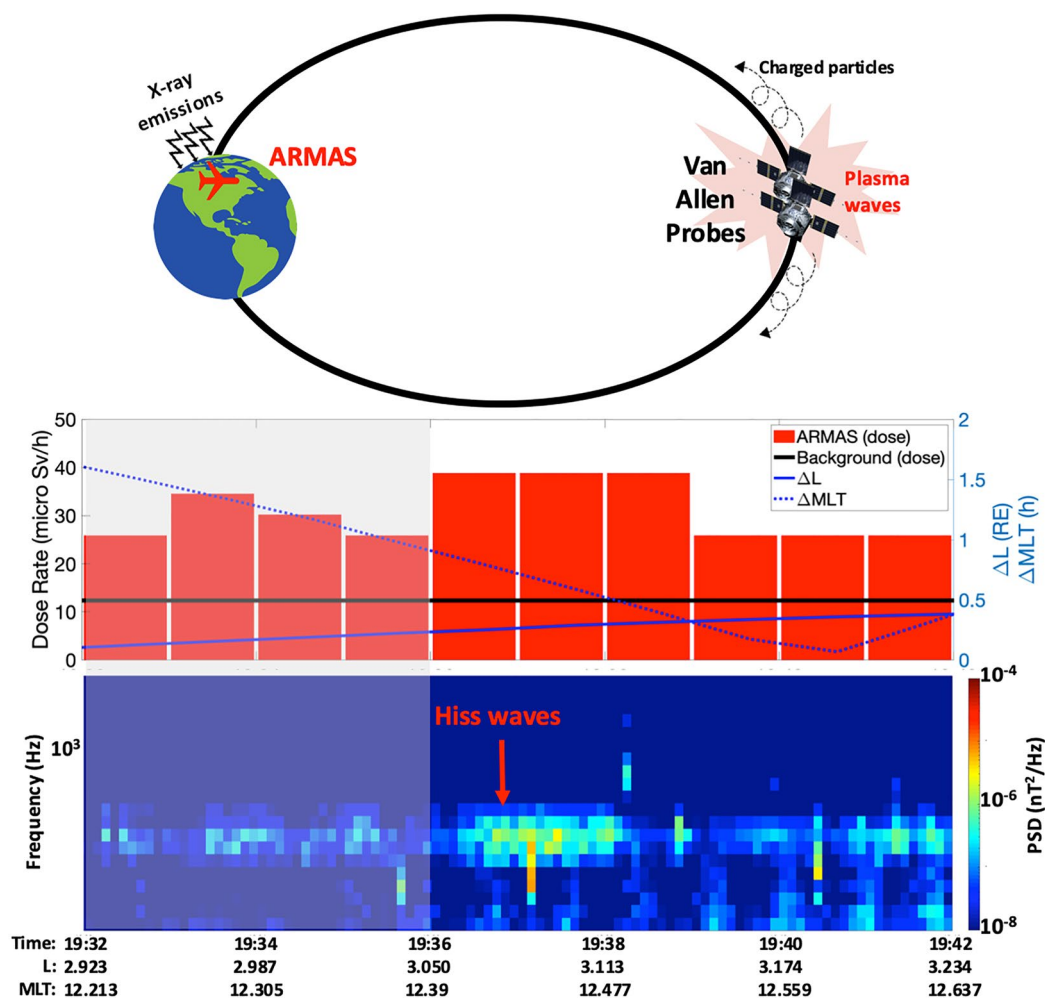 X-ray
emissions
ARMAS
Charged particles
Van
Allen
Probes
Plasma
waves
50
40
30
20
10
0
Dose Rate (micro Sv/h)
ARMAS (dose)
Background (dose)
ΔL
ΔMLT
2
1.5
1
0.5
0
ΔL (RE)
ΔMLT (h)
Hiss waves
10³
Frequency (Hz)
10⁻⁴
10⁻⁶
10⁻⁸
PSD (nT²/Hz)
Time: 19:32 19:34 19:36 19:38 19:40 19:42
L: 2.923 2.987 3.050 3.113 3.174 3.234
MLT: 12.213 12.305 12.39 12.477 12.559 12.637